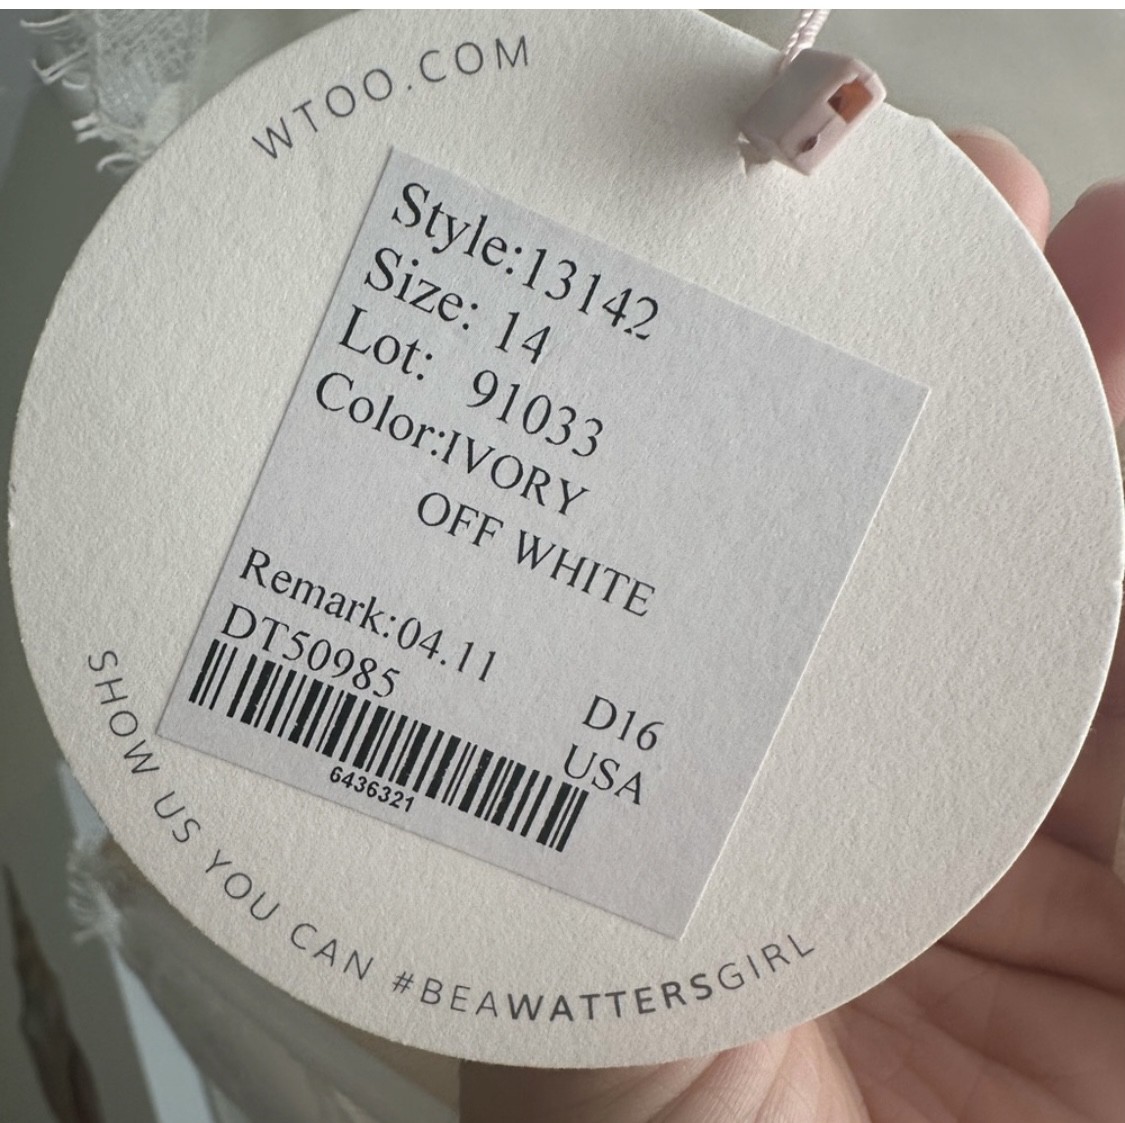 WTOO.COM
Style:13142
Size: 14
Lot: 91033
Color:IVORY
OFF WHITE
Remark:04.11
DT50985
D16
USA
6436321
SHOW US YOU CAN #BEAWATTERSGIRL